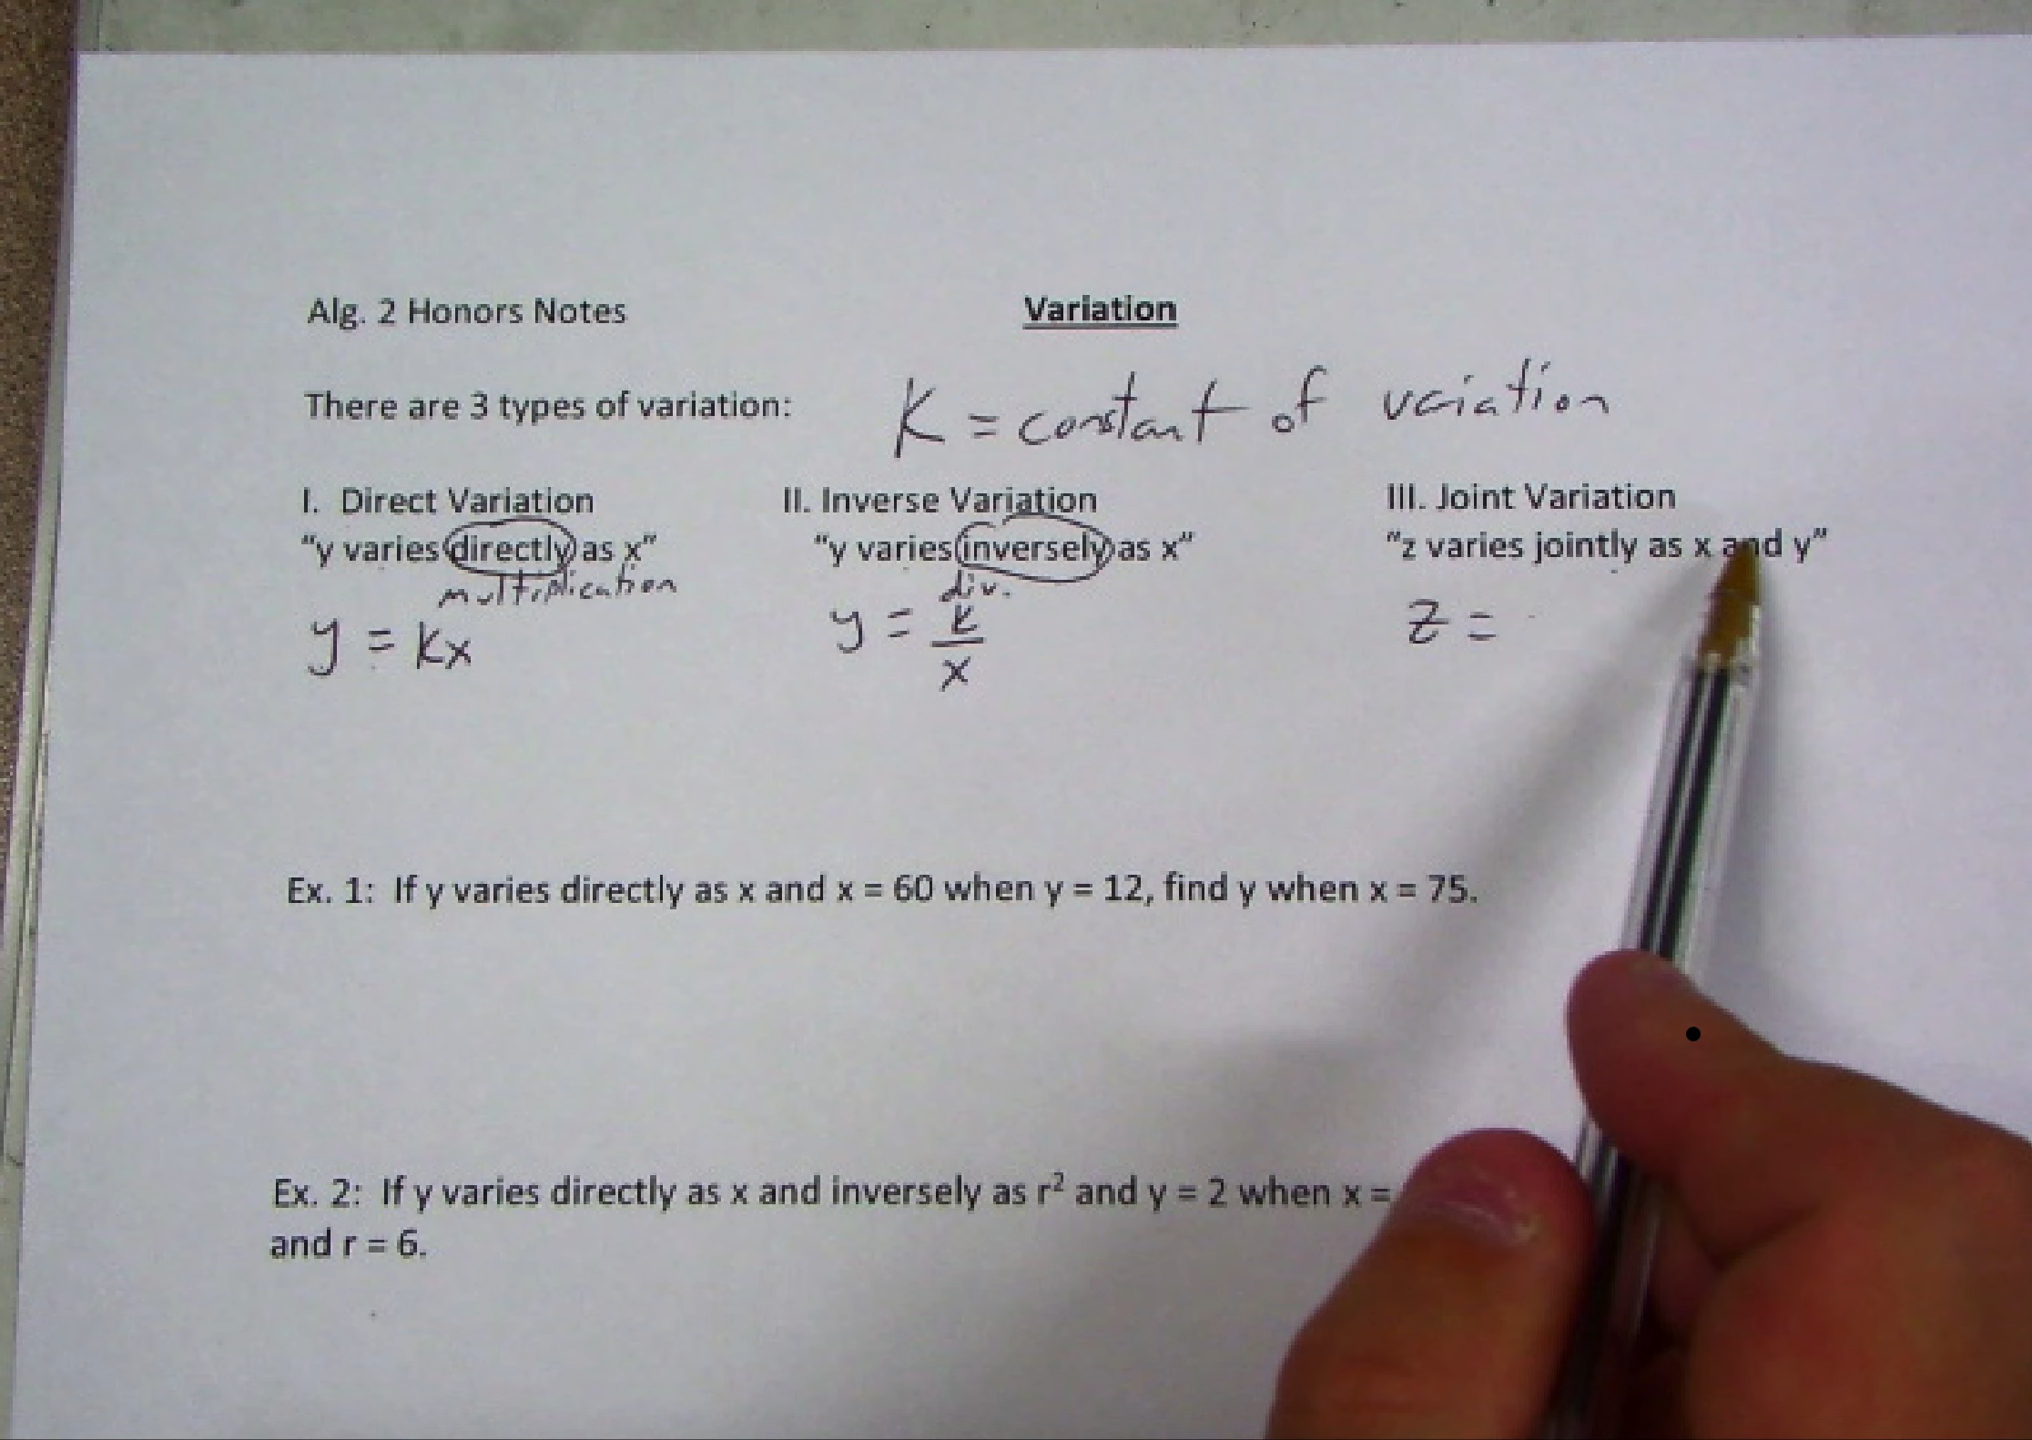 Alg. 2 Honors Notes
Variation
There are 3 types of variation:
K = constant of vaiation
I. Direct Variation
"y varies directly as x"
multiplication
y = kx
II. Inverse Variation
"y varies inversely as x"
div.
y = k/x
III. Joint Variation
"z varies jointly as x and y"
z =
Ex. 1: If y varies directly as x and x = 60 when y = 12, find y when x = 75.
Ex. 2: If y varies directly as x and inversely as r² and y = 2 when x =
and r = 6.